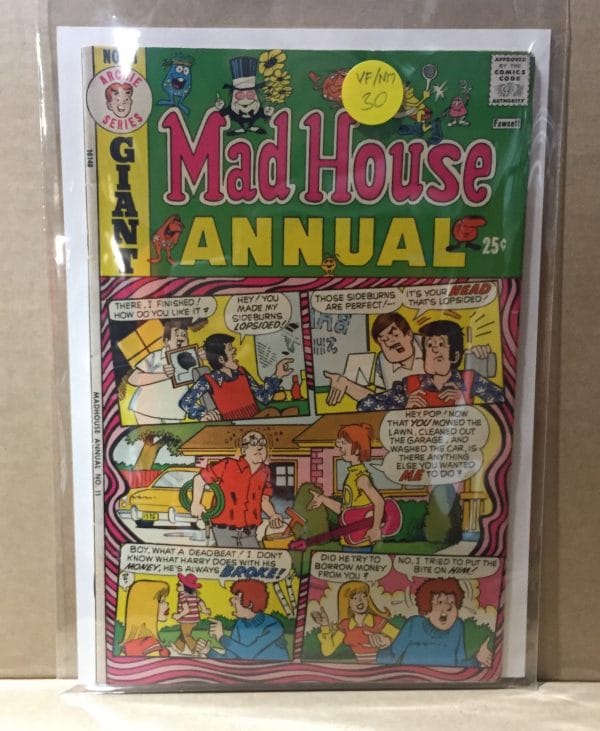 NO. 11
ARCHIE
SERIES
GIANT
VF/NM
30
APPROVED
BY THE
COMICS
CODE
AUTHORITY
Fawcett
Mad House
ANNUAL
25¢
16148
MADHOUSE ANNUAL NO. 11
THERE, I FINISHED!
HOW DO YOU LIKE IT?
HEY! YOU
MADE MY
SIDEBURNS
LOPSIDED!
THOSE SIDEBURNS
ARE PERFECT!...
IT'S YOUR HEAD
THAT'S LOPSIDED!
HEY POP! NOW
THAT YOU MOWED THE
LAWN, CLEANED OUT
THE GARAGE, AND
WASHED THE CAR, IS
THERE ANYTHING
ELSE YOU WANTED
ME TO DO?
BOY, WHAT A DEADBEAT! I DON'T
KNOW WHAT HARRY DOES WITH HIS
MONEY, HE'S ALWAYS BROKE!
DID HE TRY TO
BORROW MONEY
FROM YOU?
NO, I TRIED TO PUT THE
BITE ON HIM!